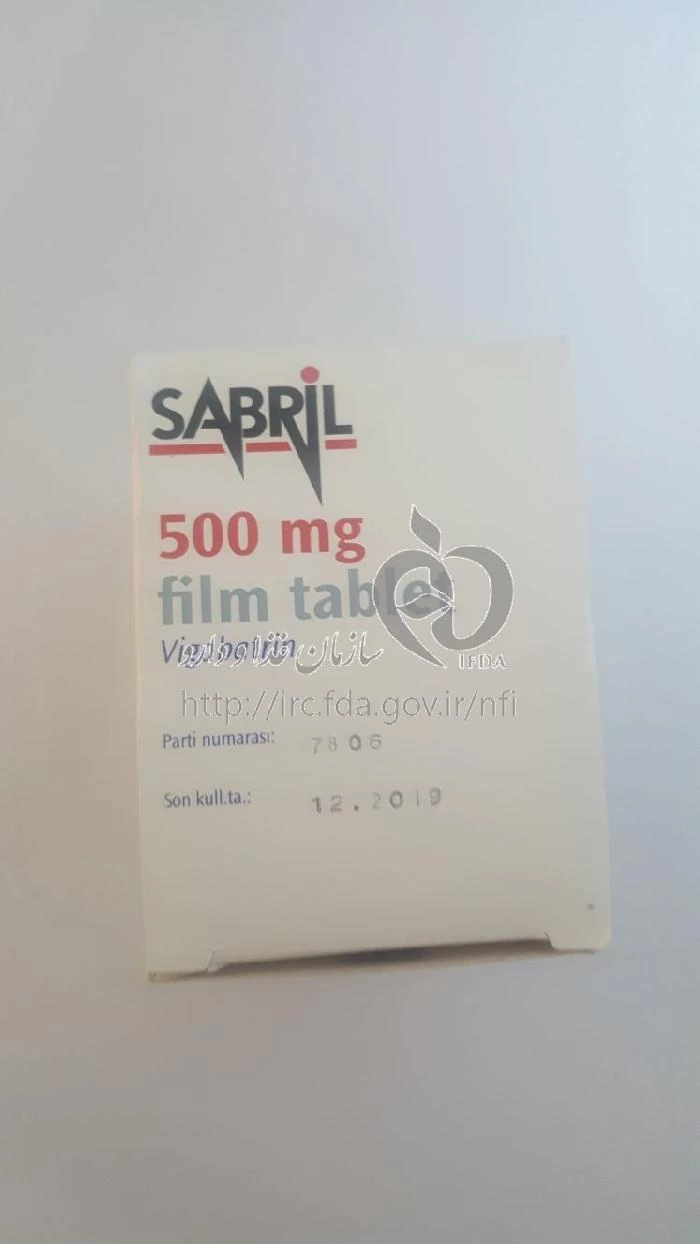 SABRIL
500 mg
film tablet
Vigabatrin
سازمان غذا و دارو
IFDA
http://irc.fda.gov.ir/nfi
Parti numarası: 7806
Son kull.ta.: 12.2019